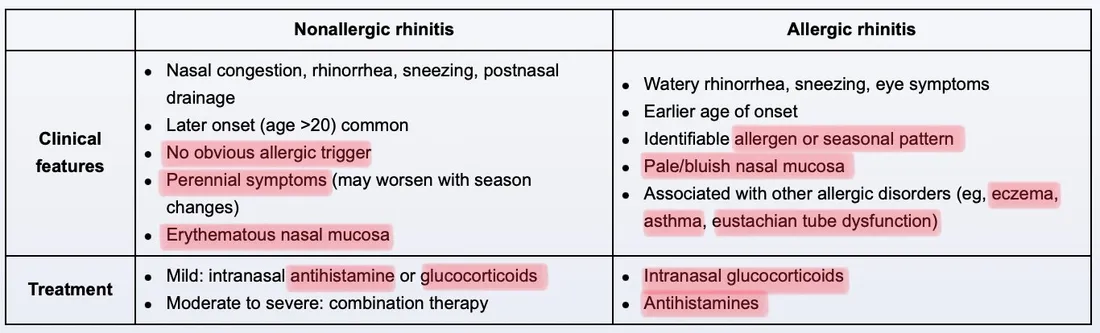 Nonallergic rhinitis
Allergic rhinitis
Clinical
features
• Nasal congestion, rhinorrhea, sneezing, postnasal
drainage
• Later onset (age >20) common
• No obvious allergic trigger
• Perennial symptoms (may worsen with season
changes)
• Erythematous nasal mucosa
• Watery rhinorrhea, sneezing, eye symptoms
• Earlier age of onset
• Identifiable allergen or seasonal pattern
• Pale/bluish nasal mucosa
• Associated with other allergic disorders (eg, eczema,
asthma, eustachian tube dysfunction)
Treatment
• Mild: intranasal antihistamine or glucocorticoids
• Moderate to severe: combination therapy
• Intranasal glucocorticoids
• Antihistamines